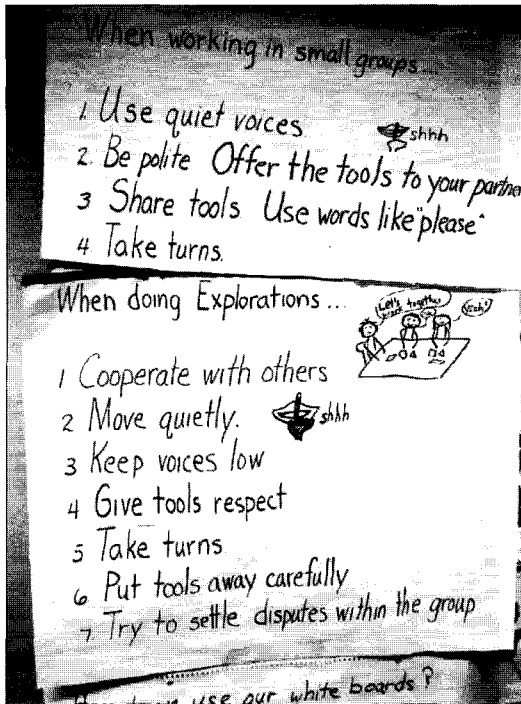 When working in small groups...
1. Use quiet voices
shhh
2. Be polite Offer the tools to your partner
3 Share tools Use words like "please"
4 Take turns.
When doing Explorations...
Let's work together
Yeah!
1 Cooperate with others
2 Move quietly.
shhh
3 Keep voices low
4 Give tools respect
5 Take turns
6 Put tools away carefully
7, Try to settle disputes within the group
use our white boards?